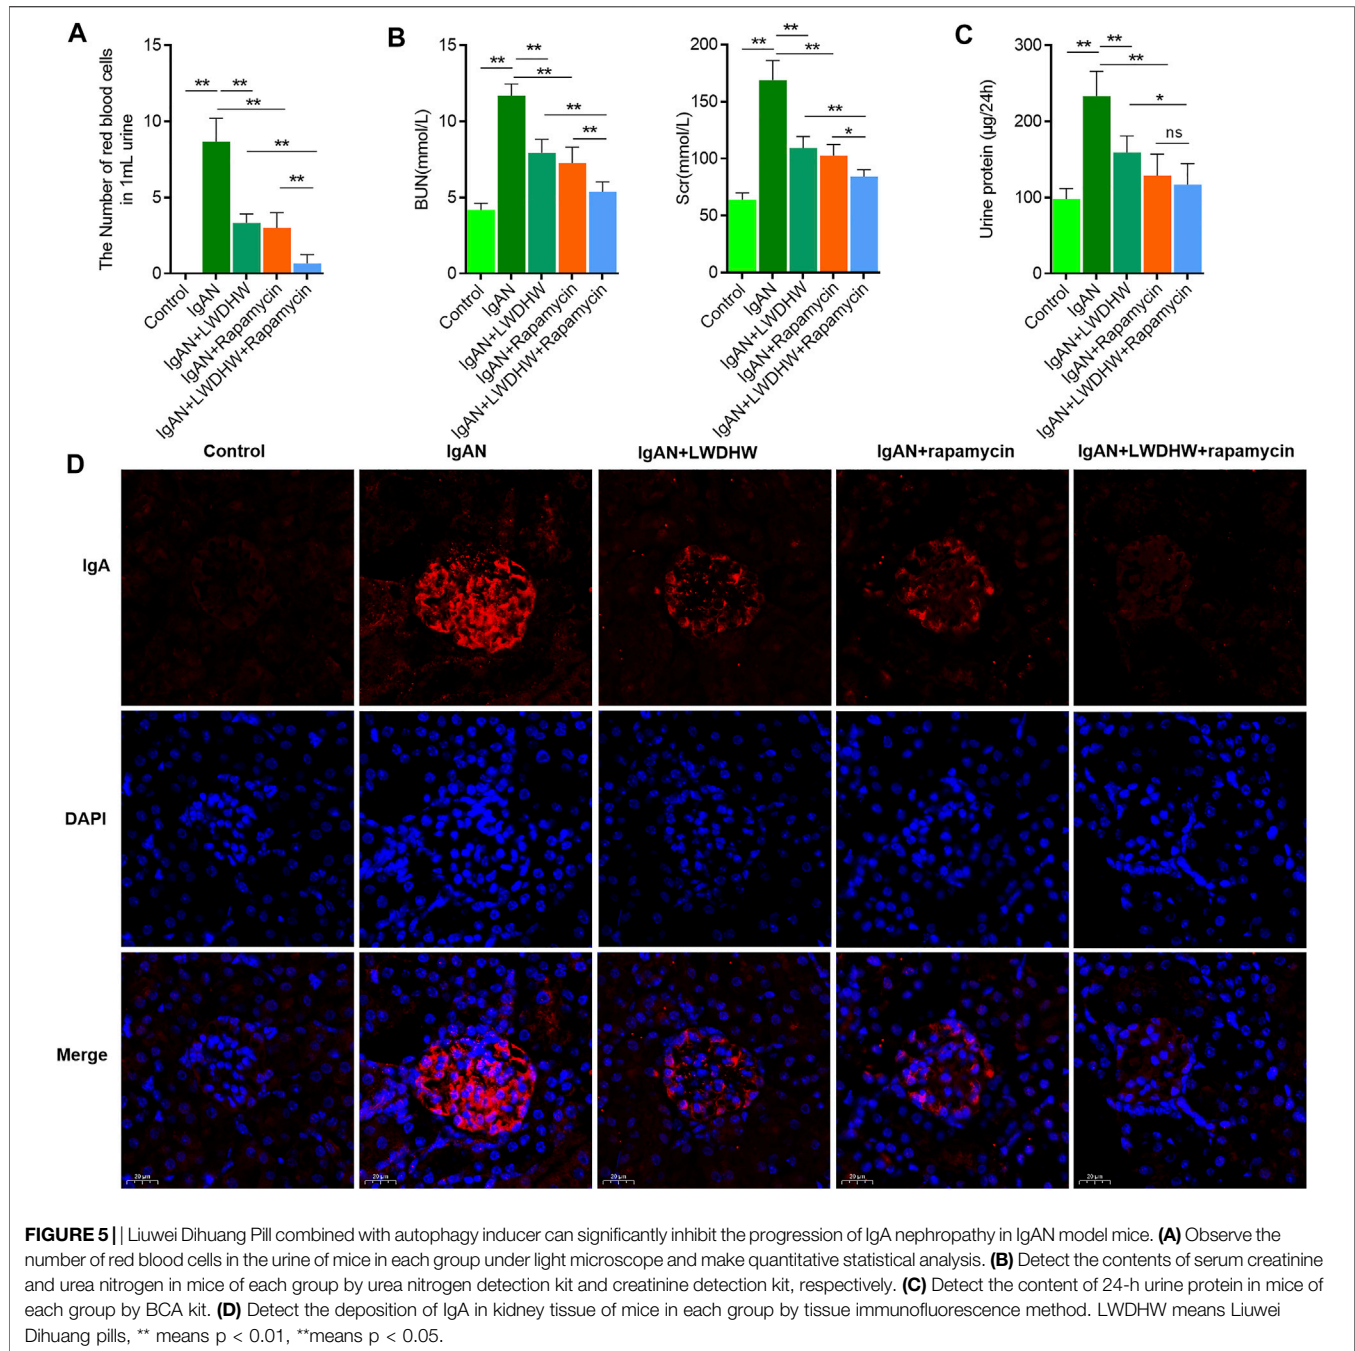 A
The Number of red blood cells
in 1mL urine
15
10
5
0
** **
**
**
**
Control
IgAN
IgAN+LWDHW
IgAN+Rapamycin
IgAN+LWDHW+Rapamycin
B
BUN(mmol/L)
15
10
5
0
**
**
**
**
**
Control
IgAN
IgAN+LWDHW
IgAN+Rapamycin
IgAN+LWDHW+Rapamycin
Scr(mmol/L)
200
150
100
50
0
**
**
**
**
*
Control
IgAN
IgAN+LWDHW
IgAN+Rapamycin
IgAN+LWDHW+Rapamycin
C
Urine protein (µg/24h)
300
200
100
0
**
**
**
*
ns
Control
IgAN
IgAN+LWDHW
IgAN+Rapamycin
IgAN+LWDHW+Rapamycin
D
Control IgAN IgAN+LWDHW IgAN+rapamycin IgAN+LWDHW+rapamycin
IgA
DAPI
Merge
20 µm 20 µm 20 µm 20 µm 20 µm
FIGURE 5 | | Liuwei Dihuang Pill combined with autophagy inducer can significantly inhibit the progression of IgA nephropathy in IgAN model mice. (A) Observe the
number of red blood cells in the urine of mice in each group under light microscope and make quantitative statistical analysis. (B) Detect the contents of serum creatinine
and urea nitrogen in mice of each group by urea nitrogen detection kit and creatinine detection kit, respectively. (C) Detect the content of 24-h urine protein in mice of
each group by BCA kit. (D) Detect the deposition of IgA in kidney tissue of mice in each group by tissue immunofluorescence method. LWDHW means Liuwei
Dihuang pills, ** means p < 0.01, **means p < 0.05.